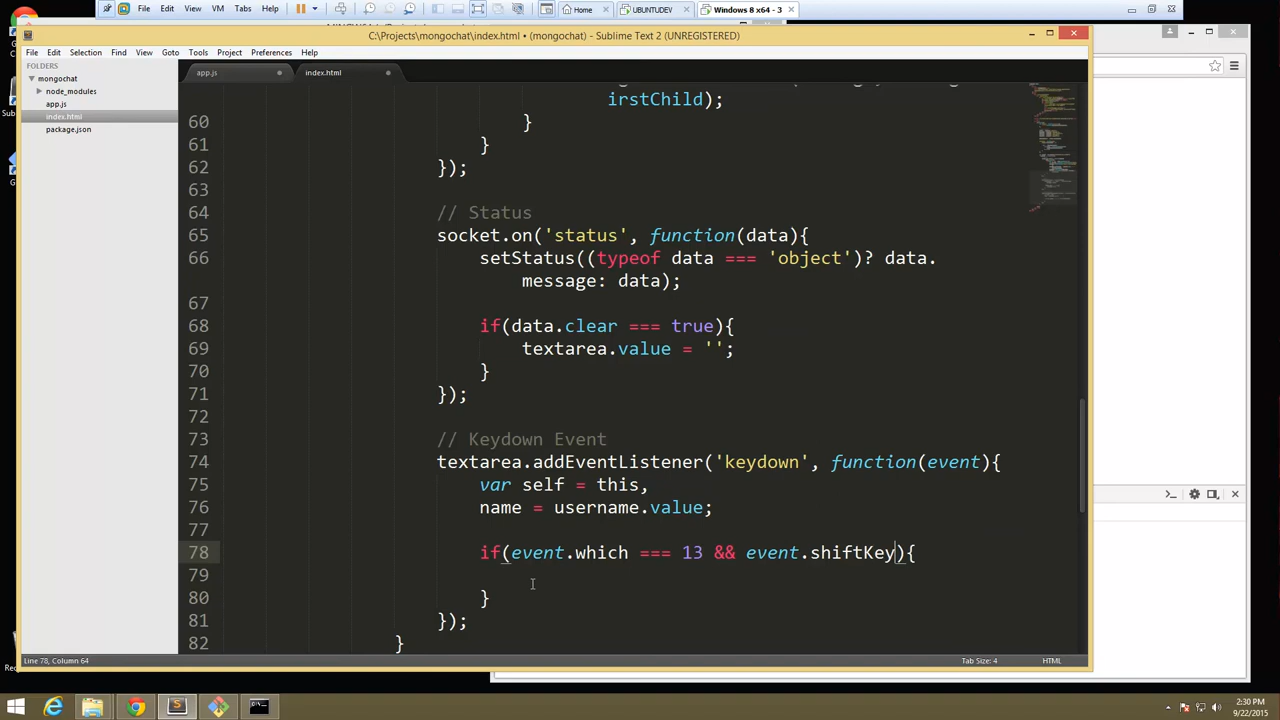 File Edit View VM Tabs Help Home UBUNTUDEV Windows 8 x64 - 3
C:\Projects\mongochat\index.html • (mongochat) - Sublime Text 2 (UNREGISTERED)
File Edit Selection Find View Goto Tools Project Preferences Help
FOLDERS
mongochat
node_modules
app.js
index.html
package.json
app.js
index.html
irstChild);
60 }
61 }
62 });
63
64 // Status
65 socket.on('status', function(data){
66 setStatus((typeof data === 'object')? data.
message: data);
67
68 if(data.clear === true){
69 textarea.value = '';
70 }
71 });
72
73 // Keydown Event
74 textarea.addEventListener('keydown', function(event){
75 var self = this,
76 name = username.value;
77
78 if(event.which === 13 && event.shiftKey){
79
80 }
81 });
82 }
Line 78, Column 64
Tab Size: 4
HTML
2:30 PM
9/22/2015